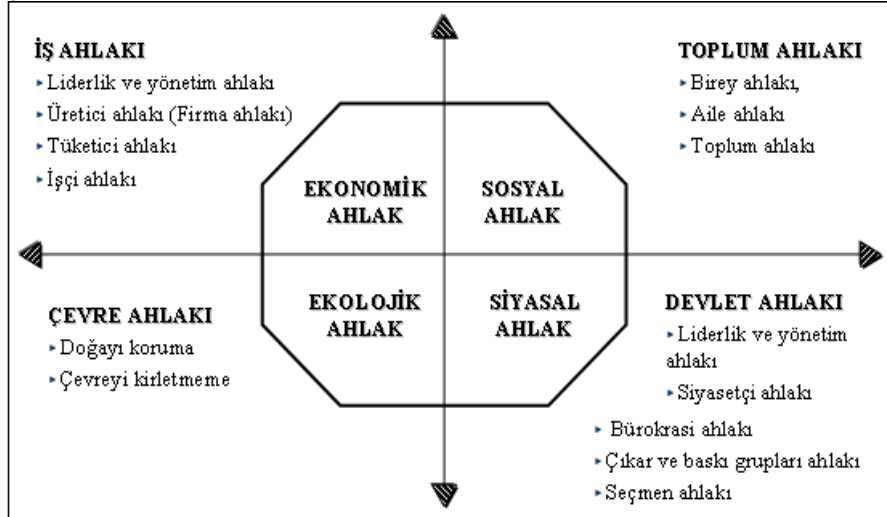 İŞ AHLAKI
Liderlik ve yönetim ahlakı
Üretici ahlakı (Firma ahlakı)
Tüketici ahlakı
İşçi ahlakı
TOPLUM AHLAKI
Birey ahlakı,
Aile ahlakı
Toplum ahlakı
EKONOMİK
AHLAK
SOSYAL
AHLAK
EKOLOJİK
AHLAK
SİYASAL
AHLAK
ÇEVRE AHLAKI
Doğayı koruma
Çevreyi kirletmeme
DEVLET AHLAKI
Liderlik ve yönetim
ahlakı
Siyasetçi ahlakı
Bürokrasi ahlakı
Çıkar ve baskı grupları ahlakı
Seçmen ahlakı